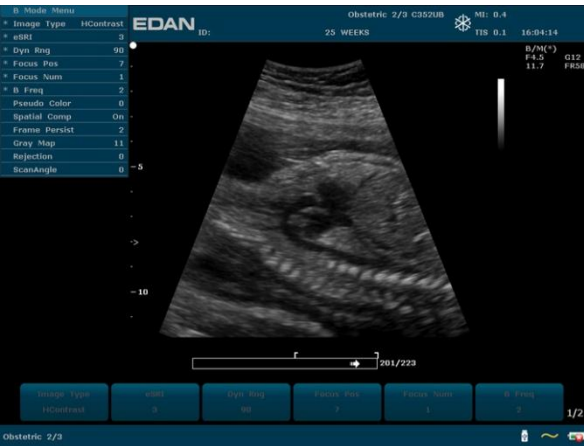 B Mode Menu
* Image Type HContrast
* eSRI 3
* Dyn Rng 90
* Focus Pos 7
* Focus Num 1
* B Freq 2
Pseudo Color 0
Spatial Comp On
Frame Persist 2
Gray Map 11
Rejection 0
ScanAngle 0
EDAN
ID:
Obstetric 2/3 C352UB
25 WEEKS
MI: 0.4
TIS 0.1
16:04:14
B/M(*)
F4.5 G12
11.7 FR58
-5
-10
201/223
Image Type
HContrast
eSRI
3
Dyn Rng
90
Focus Pos
7
Focus Num
1
B Freq
2
1/2
Obstetric 2/3